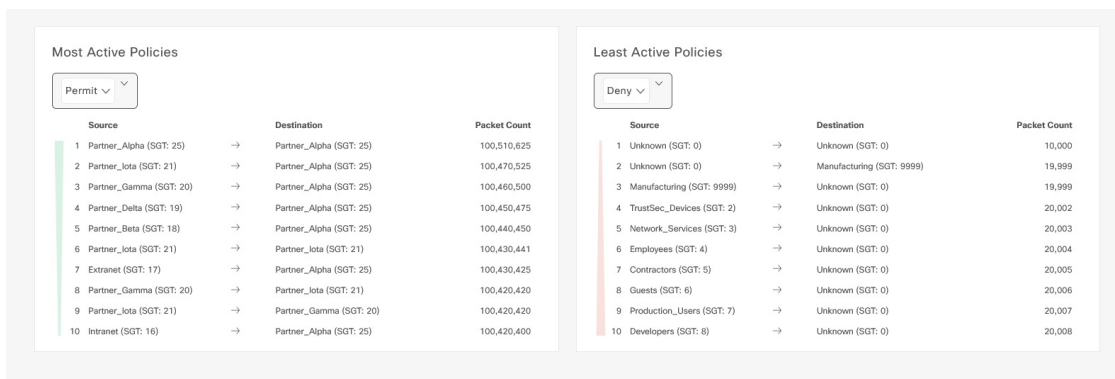 Most Active Policies
Permit
Source Destination Packet Count
1 Partner_Alpha (SGT: 25) → Partner_Alpha (SGT: 25) 100,510,625
2 Partner_Iota (SGT: 21) → Partner_Alpha (SGT: 25) 100,470,525
3 Partner_Gamma (SGT: 20) → Partner_Alpha (SGT: 25) 100,460,500
4 Partner_Delta (SGT: 19) → Partner_Alpha (SGT: 25) 100,450,475
5 Partner_Beta (SGT: 18) → Partner_Alpha (SGT: 25) 100,440,450
6 Partner_Iota (SGT: 21) → Partner_Iota (SGT: 21) 100,430,441
7 Extranet (SGT: 17) → Partner_Alpha (SGT: 25) 100,430,425
8 Partner_Gamma (SGT: 20) → Partner_Iota (SGT: 21) 100,420,420
9 Partner_Iota (SGT: 21) → Partner_Gamma (SGT: 20) 100,420,420
10 Intranet (SGT: 16) → Partner_Alpha (SGT: 25) 100,420,400
Least Active Policies
Deny
Source Destination Packet Count
1 Unknown (SGT: 0) → Unknown (SGT: 0) 10,000
2 Unknown (SGT: 0) → Manufacturing (SGT: 9999) 19,999
3 Manufacturing (SGT: 9999) → Unknown (SGT: 0) 19,999
4 TrustSec_Devices (SGT: 2) → Unknown (SGT: 0) 20,002
5 Network_Services (SGT: 3) → Unknown (SGT: 0) 20,003
6 Employees (SGT: 4) → Unknown (SGT: 0) 20,004
7 Contractors (SGT: 5) → Unknown (SGT: 0) 20,005
8 Guests (SGT: 6) → Unknown (SGT: 0) 20,006
9 Production_Users (SGT: 7) → Unknown (SGT: 0) 20,007
10 Developers (SGT: 8) → Unknown (SGT: 0) 20,008